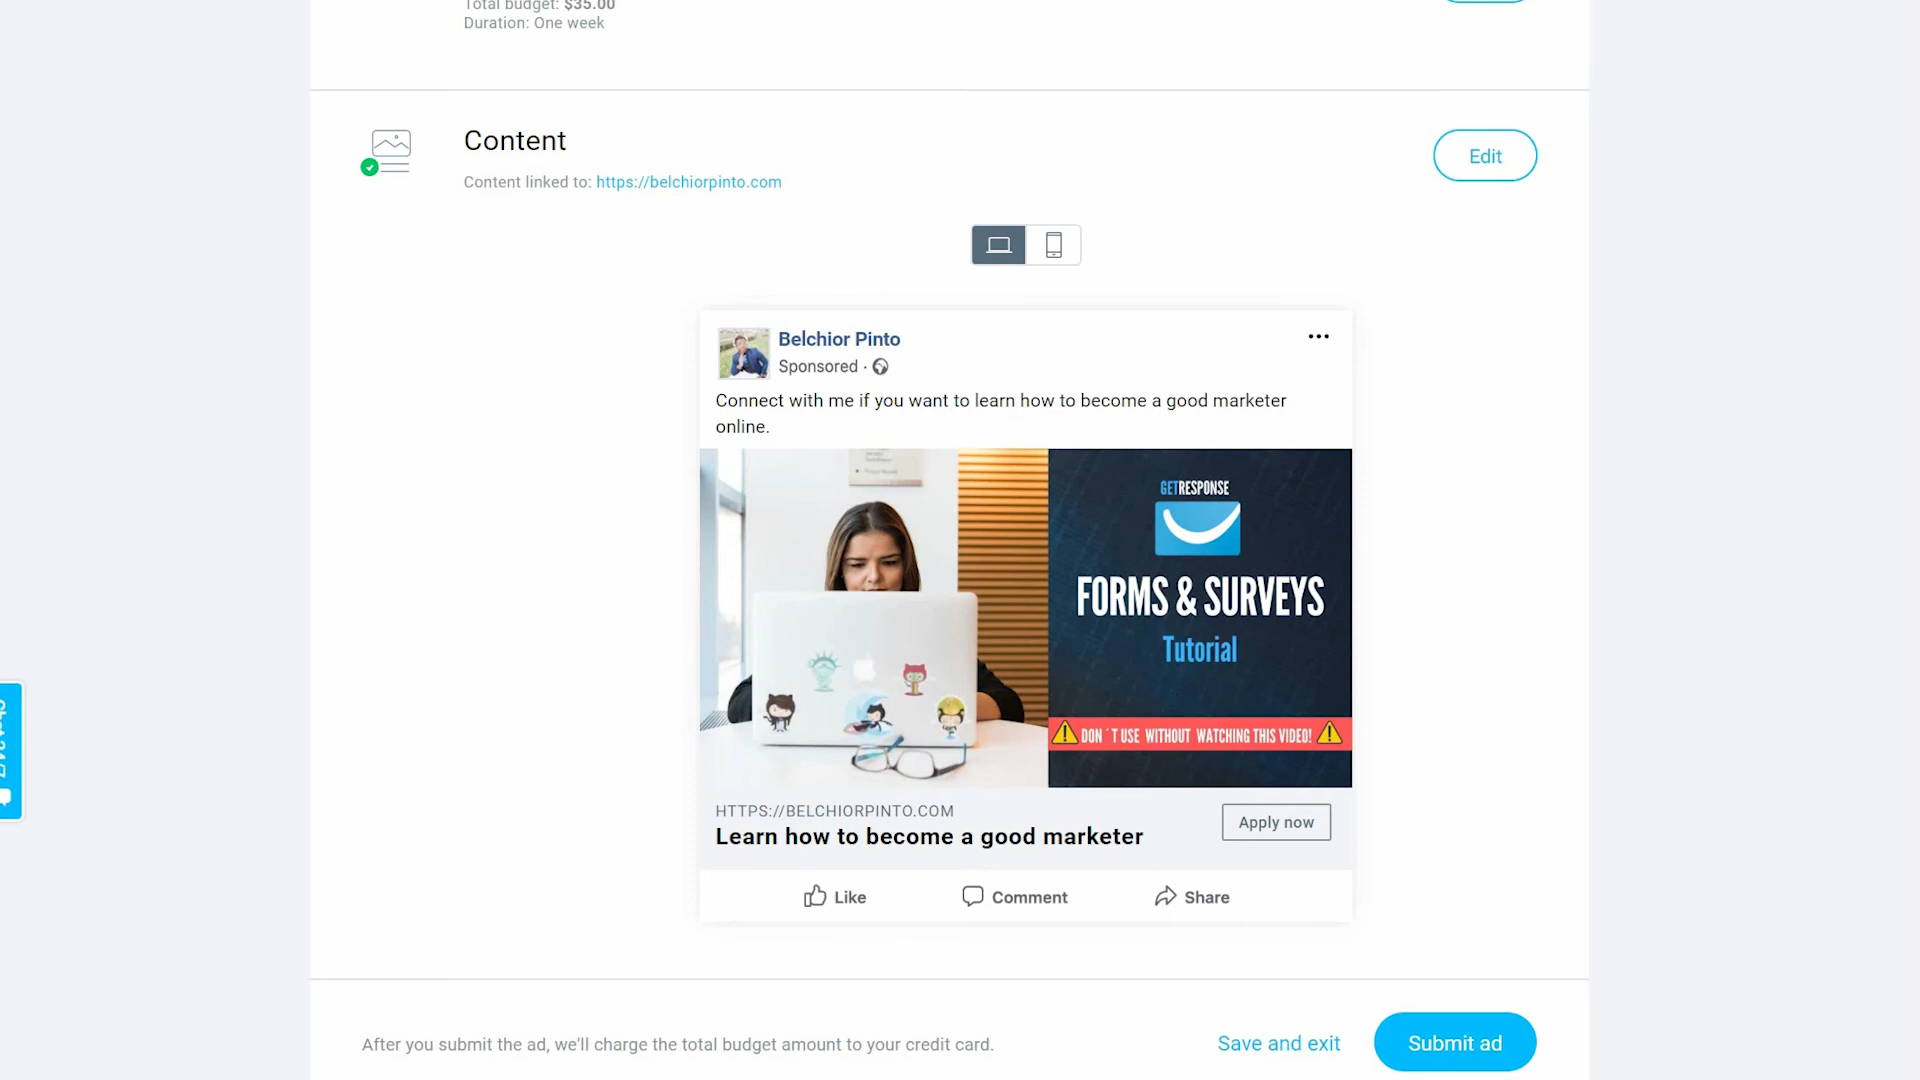 Total budget: $35.00
Duration: One week
Content
Edit
Content linked to: https://belchiorpinto.com
Belchior Pinto
Sponsored ·
Connect with me if you want to learn how to become a good marketer
online.
GETRESPONSE
FORMS & SURVEYS
Tutorial
DON´T USE WITHOUT WATCHING THIS VIDEO!
HTTPS://BELCHIORPINTO.COM
Learn how to become a good marketer
Apply now
Like
Comment
Share
After you submit the ad, we'll charge the total budget amount to your credit card.
Save and exit
Submit ad
Chat 24/7